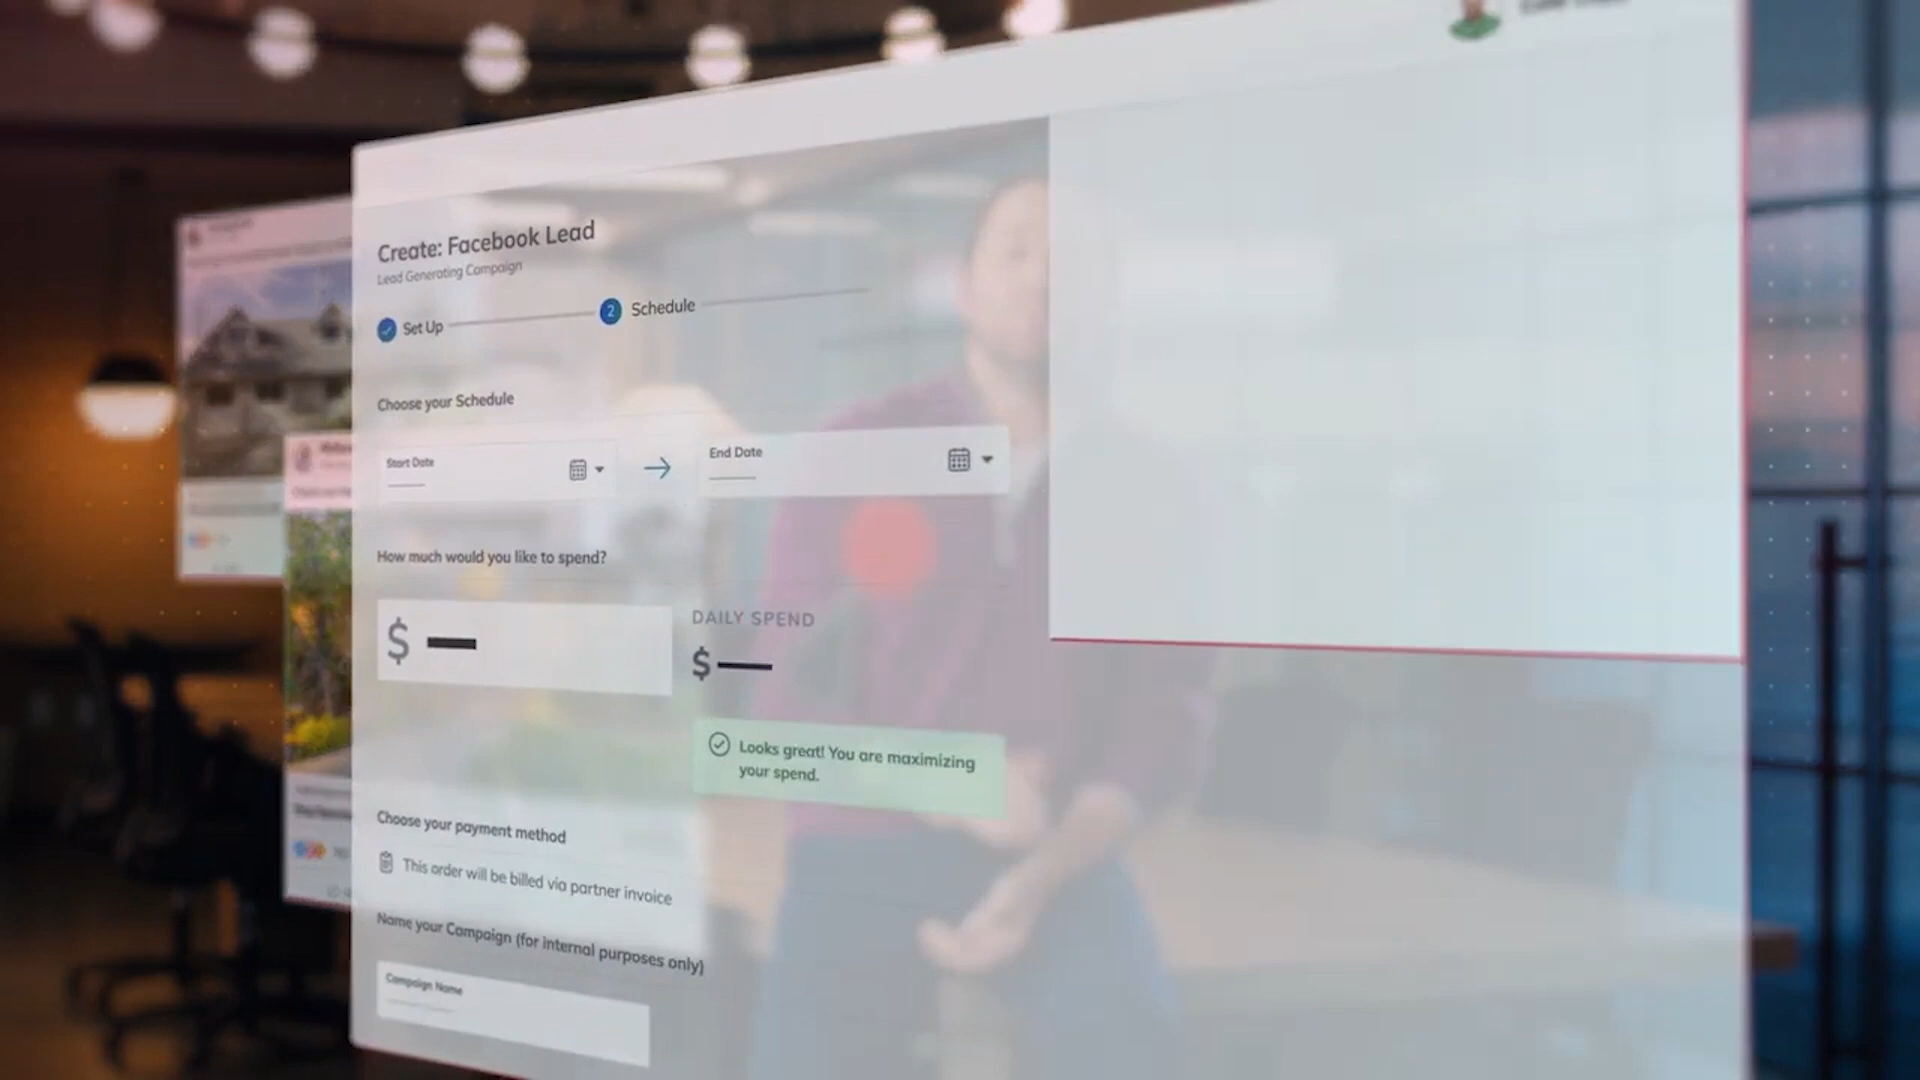 Create: Facebook Lead
Lead Generating Campaign
Set Up
2
Schedule
Choose your Schedule
Start Date
End Date
How much would you like to spend?
$
DAILY SPEND
$
Looks great! You are maximizing
your spend.
Choose your payment method
This order will be billed via partner invoice
Name your Campaign (for internal purposes only)
Campaign Name